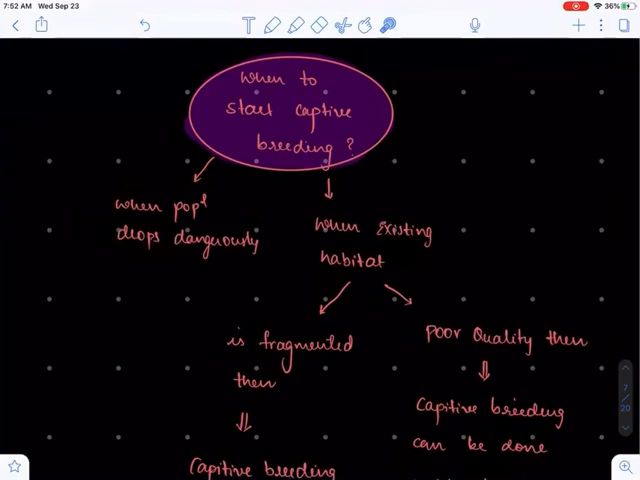 7:52 AM Wed Sep 23
36%
When to
start captive
breeding?
when popl
drops dangerously
when Existing
habitat
is fragmented
then
Poor Quality then
Capitive breeding
can be done
Capitive breeding
7
/
20